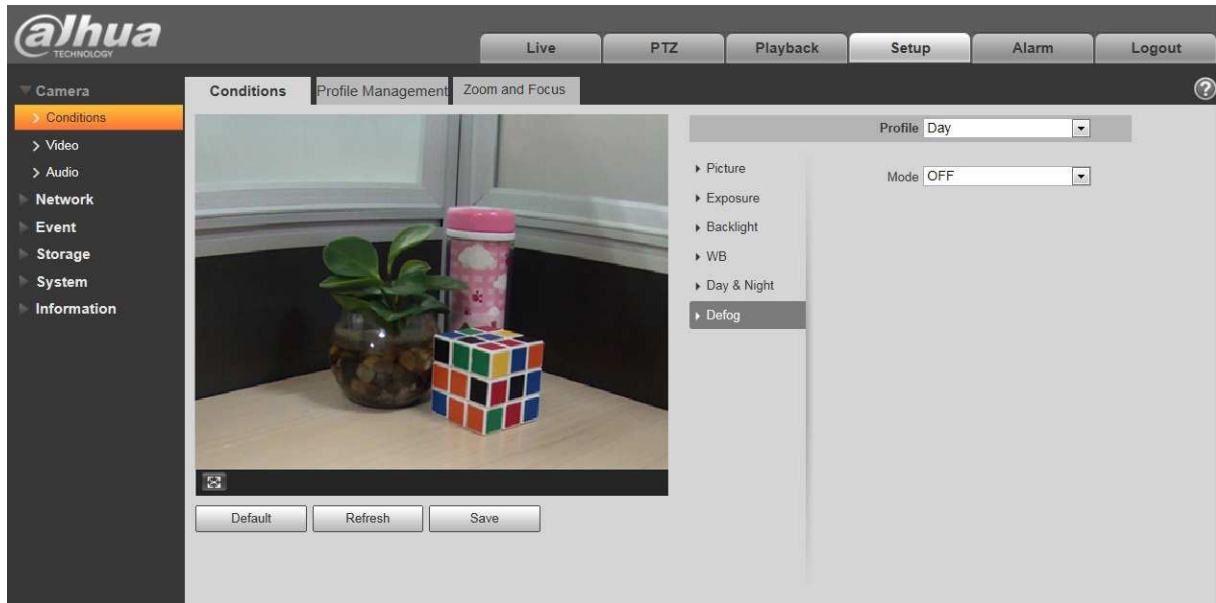 alhua
TECHNOLOGY
Live PTZ Playback Setup Alarm Logout
Camera
Conditions
Video
Audio
Network
Event
Storage
System
Information
Conditions Profile Management Zoom and Focus
?
Profile Day
Picture
Exposure
Backlight
WB
Day & Night
Defog
Mode OFF
Default Refresh Save